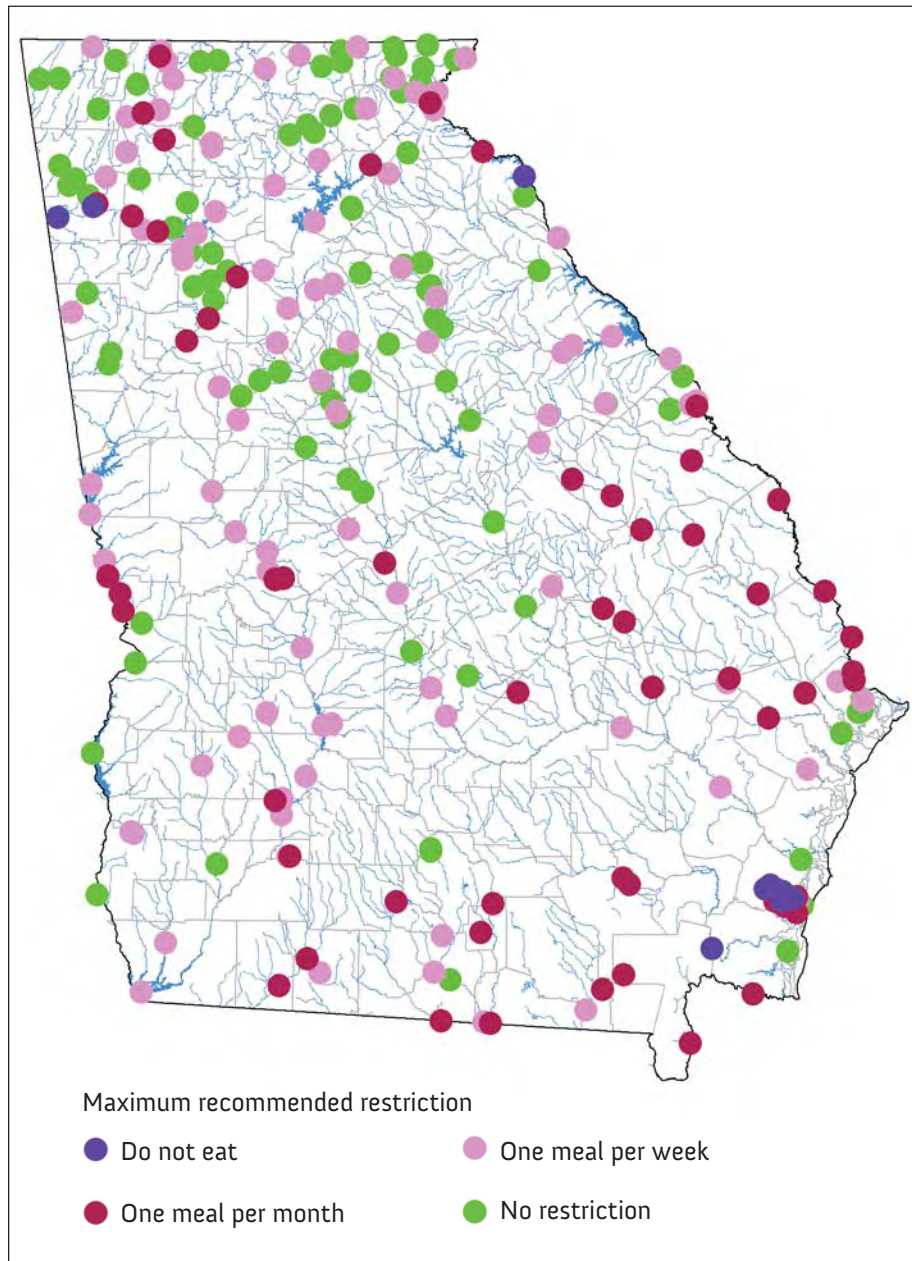 Maximum recommended restriction
Do not eat
One meal per week
One meal per month
No restriction